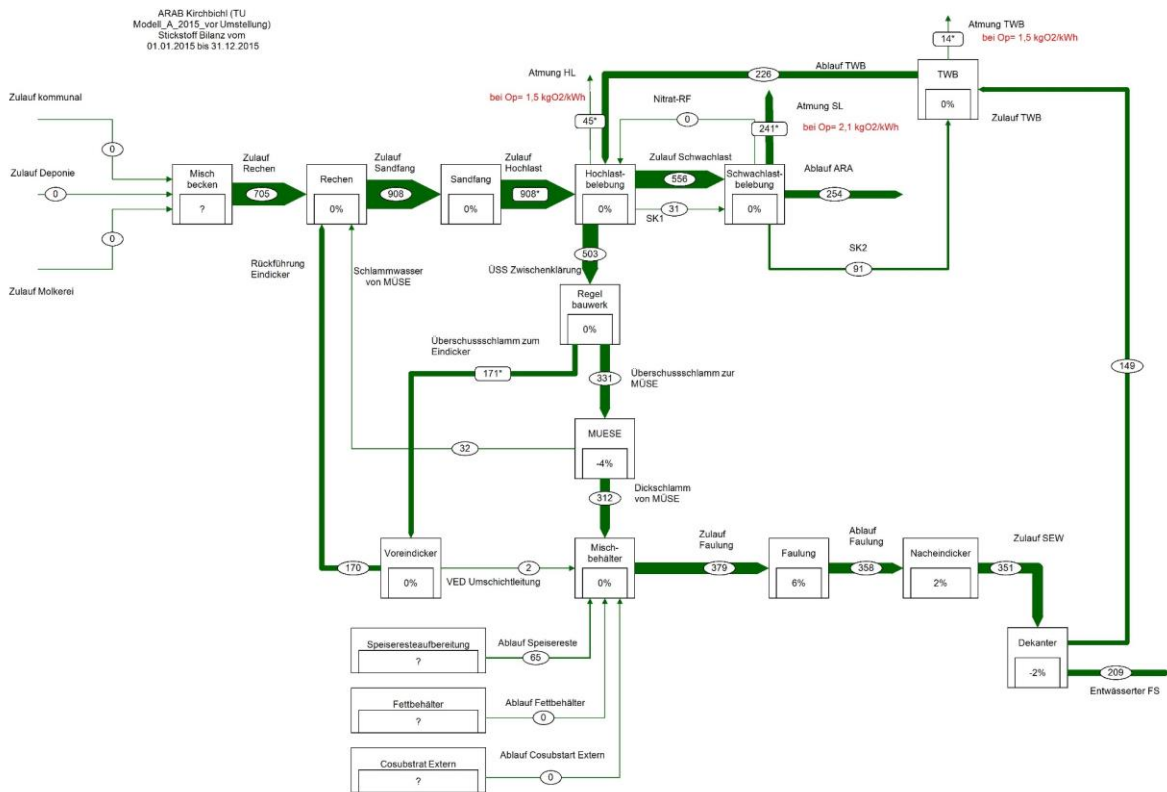 ARAB Kirchbichl (TU
Modell_A_2015_vor Umstellung)
Stickstoff Bilanz vom
01.01.2015 bis 31.12.2015
Atmung TWB
14*
bei Op= 1,5 kgO2/kWh
Ablauf TWB
226
TWB
0%
Atmung HL
bei Op= 1,5 kgO2/kWh
45*
Nitrat-RF
0
Atmung SL
241*
bei Op= 2,1 kgO2/kWh
Zulauf TWB
Zulauf kommunal
0
Zulauf Deponie
0
0
Zulauf Molkerei
Misch
becken
?
Zulauf
Rechen
705
Rechen
0%
Zulauf
Sandfang
908
Sandfang
0%
Zulauf
Hochlast
908*
Hochlast-
belebung
0%
Zulauf Schwachlast
556
31
SK1
Schwachlast-
belebung
0%
Ablauf ARA
254
SK2
91
503
ÜSS Zwischenklärung
Rückführung
Eindicker
Schlammwasser
von MÜSE
Regel
bauwerk
0%
Überschussschlamm zum
Eindicker
171*
331
Überschussschlamm zur
MÜSE
149
MUESE
-4%
32
312
Dickschlamm
von MÜSE
170
Voreindicker
0%
2
VED Umschichtleitung
Misch-
behälter
0%
Zulauf
Faulung
379
Faulung
6%
Ablauf
Faulung
358
Nacheindicker
2%
Zulauf SEW
351
Dekanter
-2%
209
Entwässerter FS
Speiseresteaufbereitung
?
Ablauf Speisereste
65
Fettbehälter
?
Ablauf Fettbehälter
0
Cosubstrat Extern
?
Ablauf Cosubstart Extern
0